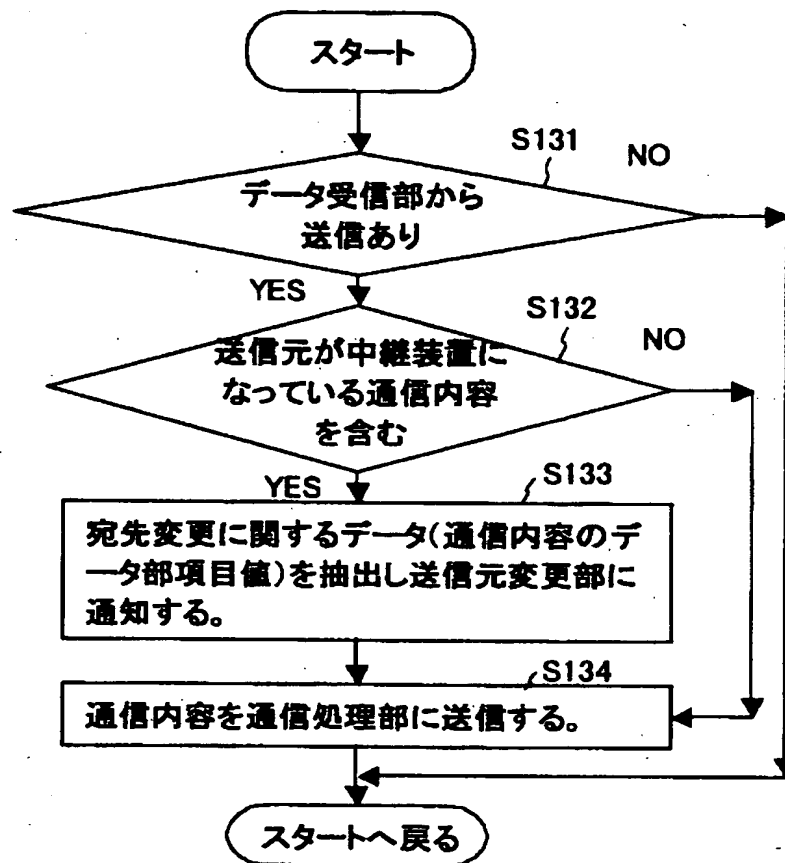 スタート
S131
NO
データ受信部から
送信あり
YES
S132
NO
送信元が中継装置に
なっている通信内容
を含む
YES
S133
宛先変更に関するデータ(通信内容のデ
ータ部項目値)を抽出し送信元変更部に
通知する。
S134
通信内容を通信処理部に送信する。
スタートへ戻る